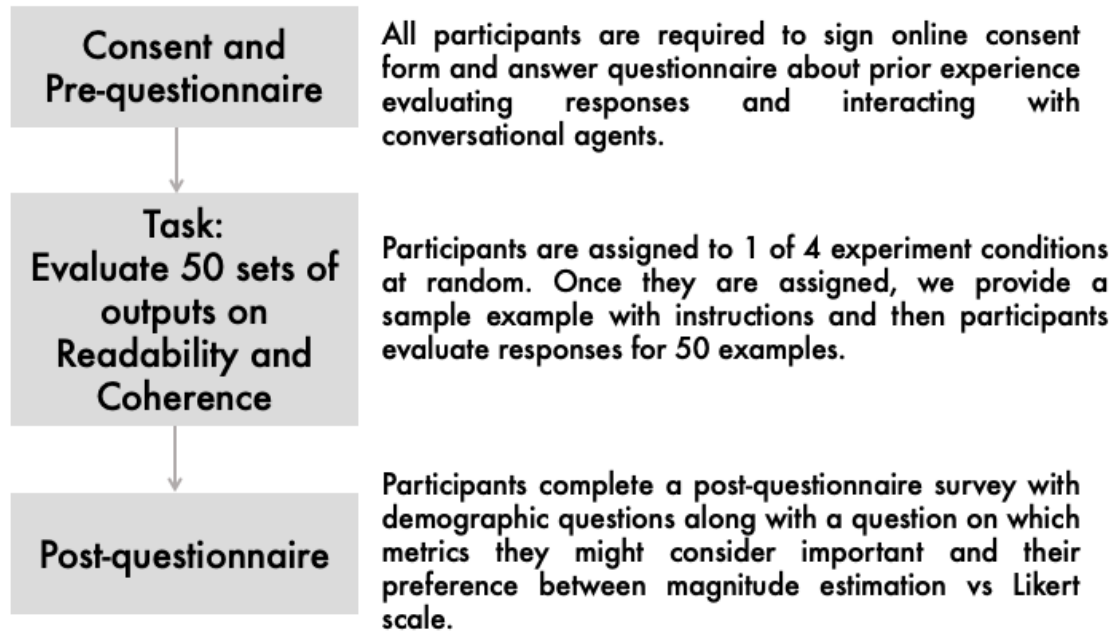 Consent and
Pre-questionnaire
All participants are required to sign online consent
form and answer questionnaire about prior experience
evaluating responses and interacting with
conversational agents.
Task:
Evaluate 50 sets of
outputs on
Readability and
Coherence
Participants are assigned to 1 of 4 experiment conditions
at random. Once they are assigned, we provide a
sample example with instructions and then participants
evaluate responses for 50 examples.
Post-questionnaire
Participants complete a post-questionnaire survey with
demographic questions along with a question on which
metrics they might consider important and their
preference between magnitude estimation vs Likert
scale.